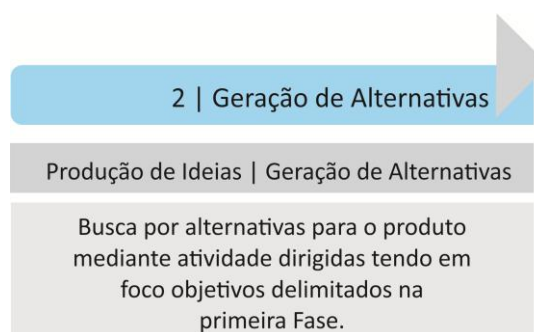 2 | Geração de Alternativas
Produção de Ideias | Geração de Alternativas
Busca por alternativas para o produto
mediante atividade dirigidas tendo em
foco objetivos delimitados na
primeira Fase.